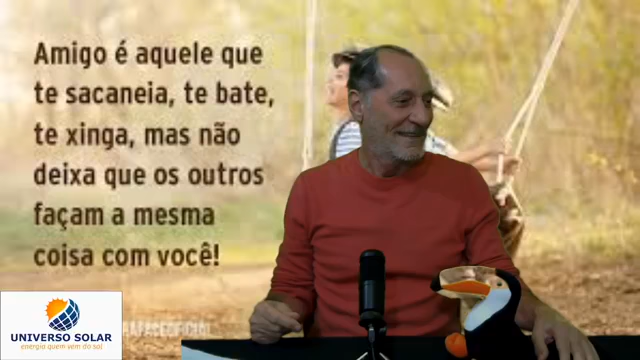 Amigo é aquele que
te sacaneia, te bate,
te xinga, mas não
deixa que os outros
façam a mesma
coisa com você!
UNIVERSO SOLAR
energia quem vem do sol